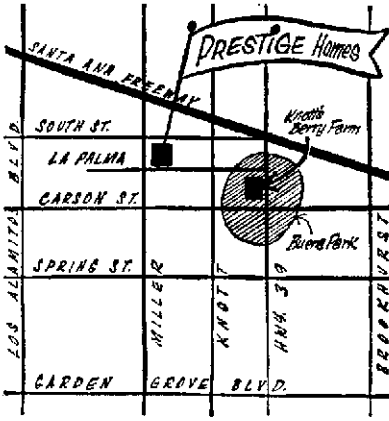 PRESTIGE Homes
SANTA ANA FREEWAY
SOUTH ST.
Knott's
Berry Farm
LA PALMA
CARSON ST.
Buena Park
SPRING ST.
LOS ALAMITOS BLVD.
MILLER
KNOTT
HWY. 39
BROOKHURST
GARDEN GROVE BLVD.